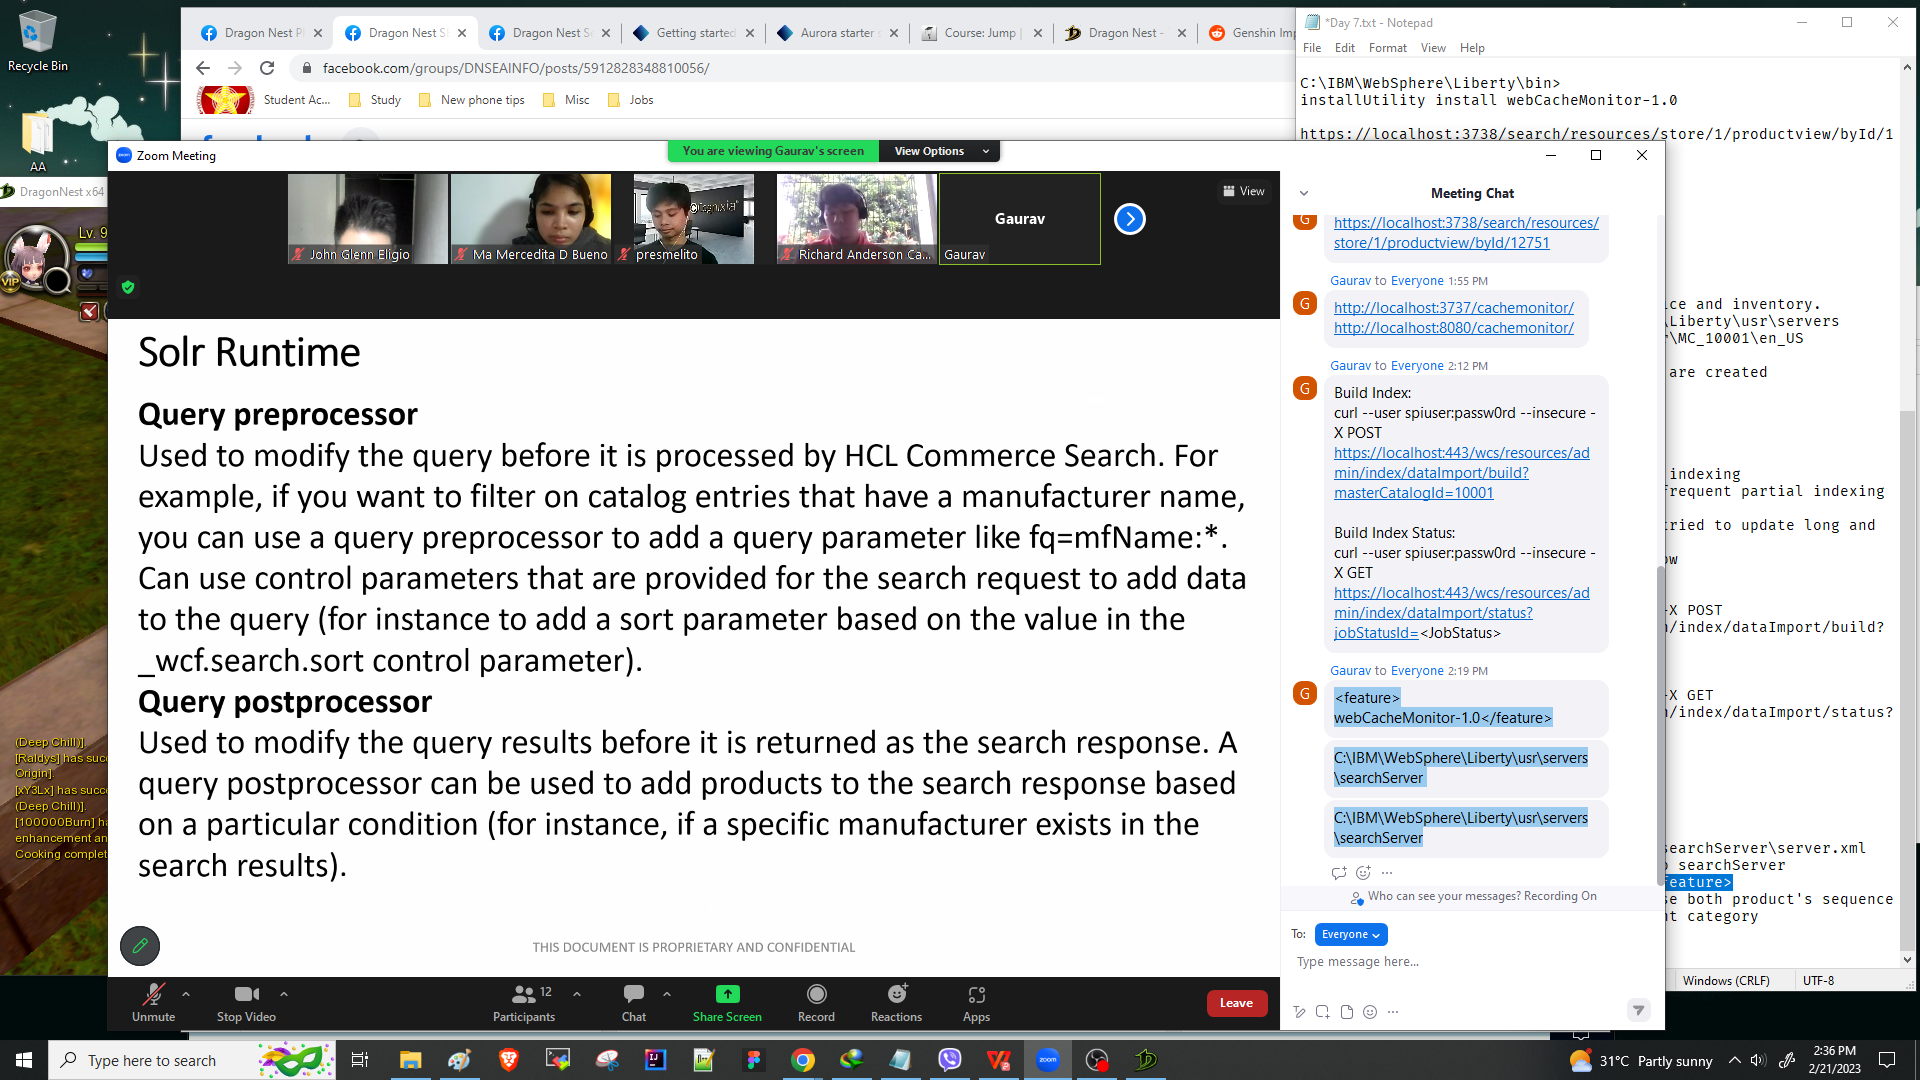 Recycle Bin
AA
DragonNest x64
Lv. 9
VIP
(Deep Chill)].
[Raldys] has succ
Origin].
[xY3Lx] has succe
(Deep Chill)].
[100000Burn] ha
enhancement an
Cooking complet
Dragon Nest P
Dragon Nest S
Dragon Nest S
Getting started
Aurora starter s
Course: Jump |
Dragon Nest -
Genshin Imp
facebook.com/groups/DNSEAINFO/posts/5912828348810056/
Student Ac...
Study
New phone tips
Misc
Jobs
*Day 7.txt - Notepad
File Edit Format View Help
C:\IBM\WebSphere\Liberty\bin>
installUtility install webCacheMonitor-1.0
https://localhost:3738/search/resources/store/1/productview/byId/1
ice and inventory.
\Liberty\usr\servers
\MC_10001\en_US
are created
indexing
frequent partial indexing
tried to update long and
ow
-X POST
n/index/dataImport/build?
-X GET
n/index/dataImport/status?
searchServer\server.xml
searchServer
feature>
se both product's sequence
nt category
Windows (CRLF)
UTF-8
Zoom Meeting
You are viewing Gaurav's screen
View Options
View
John Glenn Eligio
Ma Mercedita D Bueno
presmelito
Richard Anderson Ca...
Gaurav
Gaurav
Solr Runtime
Query preprocessor
Used to modify the query before it is processed by HCL Commerce Search. For
example, if you want to filter on catalog entries that have a manufacturer name,
you can use a query preprocessor to add a query parameter like fq=mfName:*.
Can use control parameters that are provided for the search request to add data
to the query (for instance to add a sort parameter based on the value in the
_wcf.search.sort control parameter).
Query postprocessor
Used to modify the query results before it is returned as the search response. A
query postprocessor can be used to add products to the search response based
on a particular condition (for instance, if a specific manufacturer exists in the
search results).
THIS DOCUMENT IS PROPRIETARY AND CONFIDENTIAL
Meeting Chat
G
https://localhost:3738/search/resources/
store/1/productview/byId/12751
Gaurav to Everyone 1:55 PM
G
http://localhost:3737/cachemonitor/
http://localhost:8080/cachemonitor/
Gaurav to Everyone 2:12 PM
G
Build Index:
curl --user spiuser:passw0rd --insecure -
X POST
https://localhost:443/wcs/resources/ad
min/index/dataImport/build?
masterCatalogId=10001
Build Index Status:
curl --user spiuser:passw0rd --insecure -
X GET
https://localhost:443/wcs/resources/ad
min/index/dataImport/status?
jobStatusId=<JobStatus>
Gaurav to Everyone 2:19 PM
G
<feature>
webCacheMonitor-1.0</feature>
C:\IBM\WebSphere\Liberty\usr\servers
\searchServer
C:\IBM\WebSphere\Liberty\usr\servers
\searchServer
Who can see your messages? Recording On
To: Everyone
Type message here...
Unmute
Stop Video
Participants
12
Chat
Share Screen
Record
Reactions
Apps
Leave
Type here to search
zoom
31°C Partly sunny
2:36 PM
2/21/2023